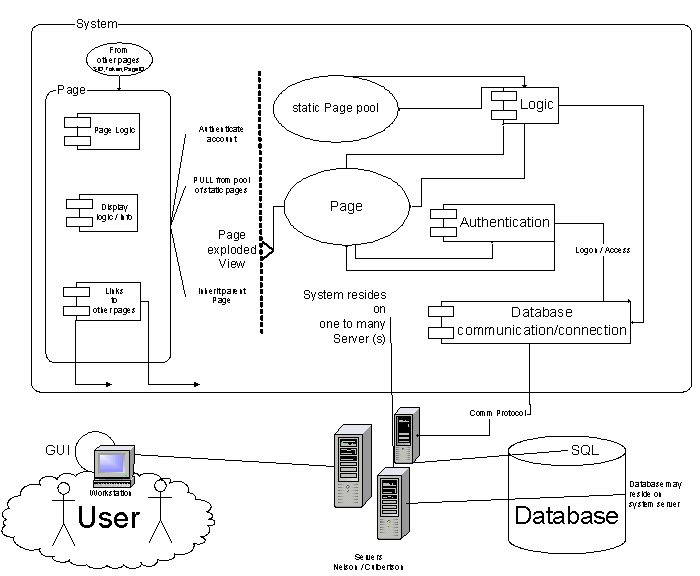 System
From
other pages
SID, Token, PageID
Page
Page Logic
Display
logic / Info
Links
to
other pages
Authenticate
account
PULL from pool
of static pages
Inherit parent
Page
Page
exploded
View
static Page pool
Logic
Page
Authentication
Logon / Access
System resides
on
one to many
Server (s)
Database
communication/connection
Comm Protocol
GUI
Workstation
User
SQL
Database
Database may
reside on
system server
Servers
Nelson / Culbertson